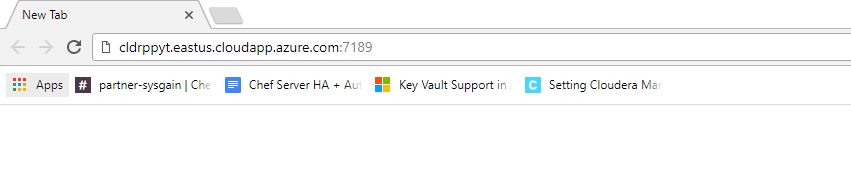 New Tab
cldrppyt.eastus.cloudapp.azure.com:7189
Apps # partner-sysgain | Che Chef Server HA + Aut Key Vault Support in C Setting Cloudera Mar